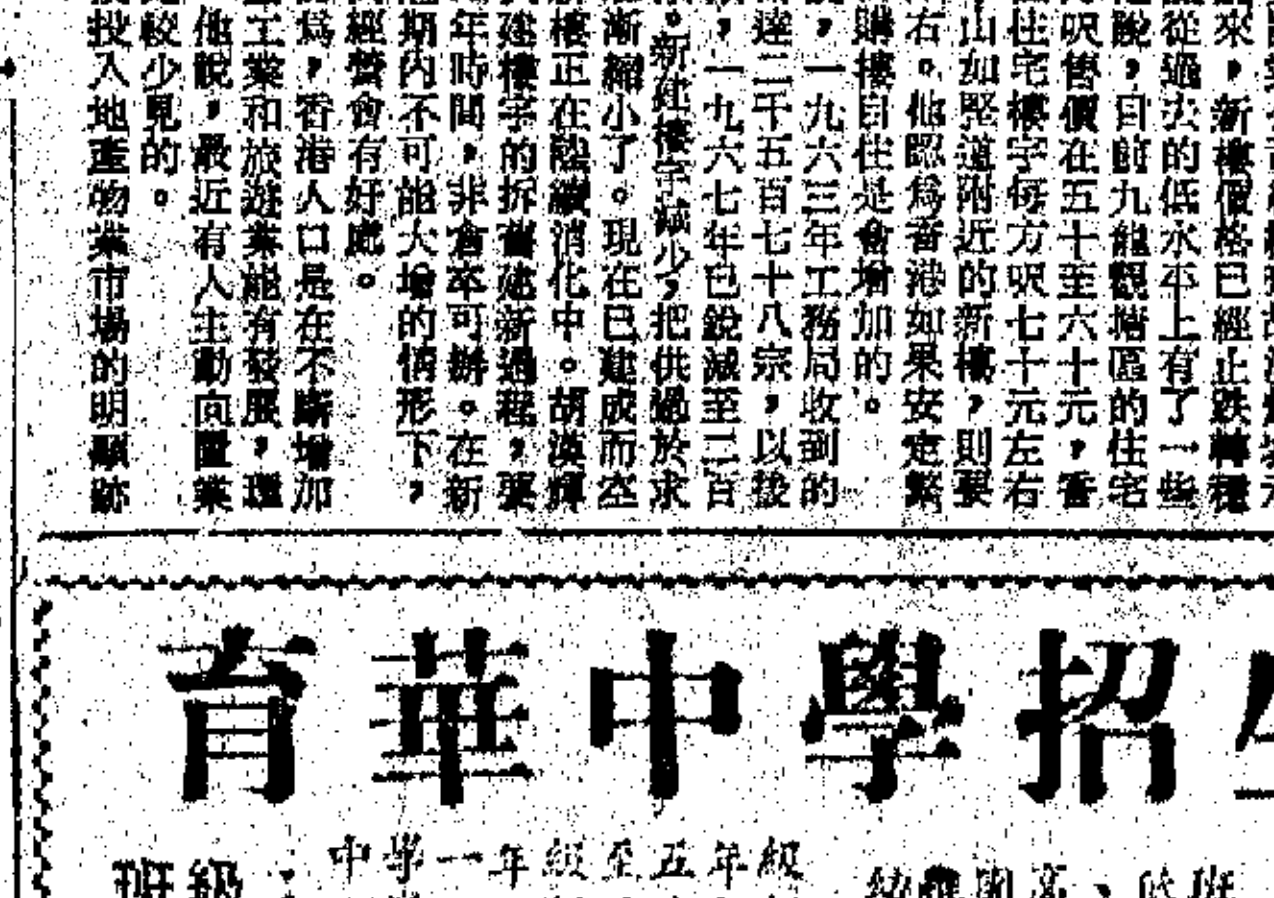 來，新樓價格已經止跌轉穩
從過去的低水平上有了一些
說，目前九龍觀塘區的住宅
呎售價在五十至六十元，香
住宅樓宇每方呎七十元左右
山如堅道附近的新樓，則要
右。他認爲香港如果安定繁
購樓自住是會增加的。
，一九六三年工務局收到的
達二千五百七十八宗，以後
，一九六七年已銳減至二百
。新建樓宇減少，把供過於求
漸縮小了。現在已建成而空
樓正在陸續消化中。胡漢輝
建樓宇的拆舊建新過程，要
年時間，非倉卒可辦。在新
期內不可能大增的情形下，
經營會有好處。
爲，香港人口是在不斷增加
工業和旅遊業能有發展，還
他說，最近有人主動向置業
較少見的。
投入地產物業市場的明顯跡
育華中學招生
班級：中學一年級至五年級